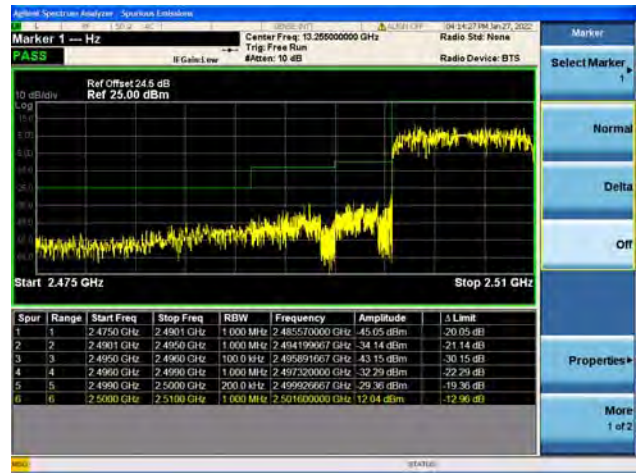 Agilent Spectrum Analyzer - Spurious Emissions
SENSE:INT ALIGN OFF 04:14:27 PM Jan 27, 2022
Marker 1 --- Hz
Center Freq: 13.255000000 GHz
Radio Std: None
PASS
IFGain:Low
Trig: Free Run
#Atten: 10 dB
Radio Device: BTS
Ref Offset 24.5 dB
10 dB/div Ref 25.00 dBm
Log
15.0
5.00
Start 2.475 GHz Stop 2.51 GHz
Spur Range Start Freq Stop Freq RBW Frequency Amplitude Δ Limit
1 1 2.4750 GHz 2.4901 GHz 1.000 MHz 2.485570000 GHz -45.05 dBm -20.05 dB
2 2 2.4901 GHz 2.4950 GHz 1.000 MHz 2.494199667 GHz -34.14 dBm -21.14 dB
3 3 2.4950 GHz 2.4960 GHz 100.0 kHz 2.495891667 GHz -43.15 dBm -30.15 dB
4 4 2.4960 GHz 2.4990 GHz 1.000 MHz 2.497320000 GHz -32.29 dBm -22.29 dB
5 5 2.4990 GHz 2.5000 GHz 200.0 kHz 2.499926667 GHz -29.36 dBm -19.36 dB
6 6 2.5000 GHz 2.5100 GHz 1.000 MHz 2.501600000 GHz 12.04 dBm -12.96 dB
MSG STATUS
Marker
Select Marker
1
Normal
Delta
Off
Properties
More
1 of 2